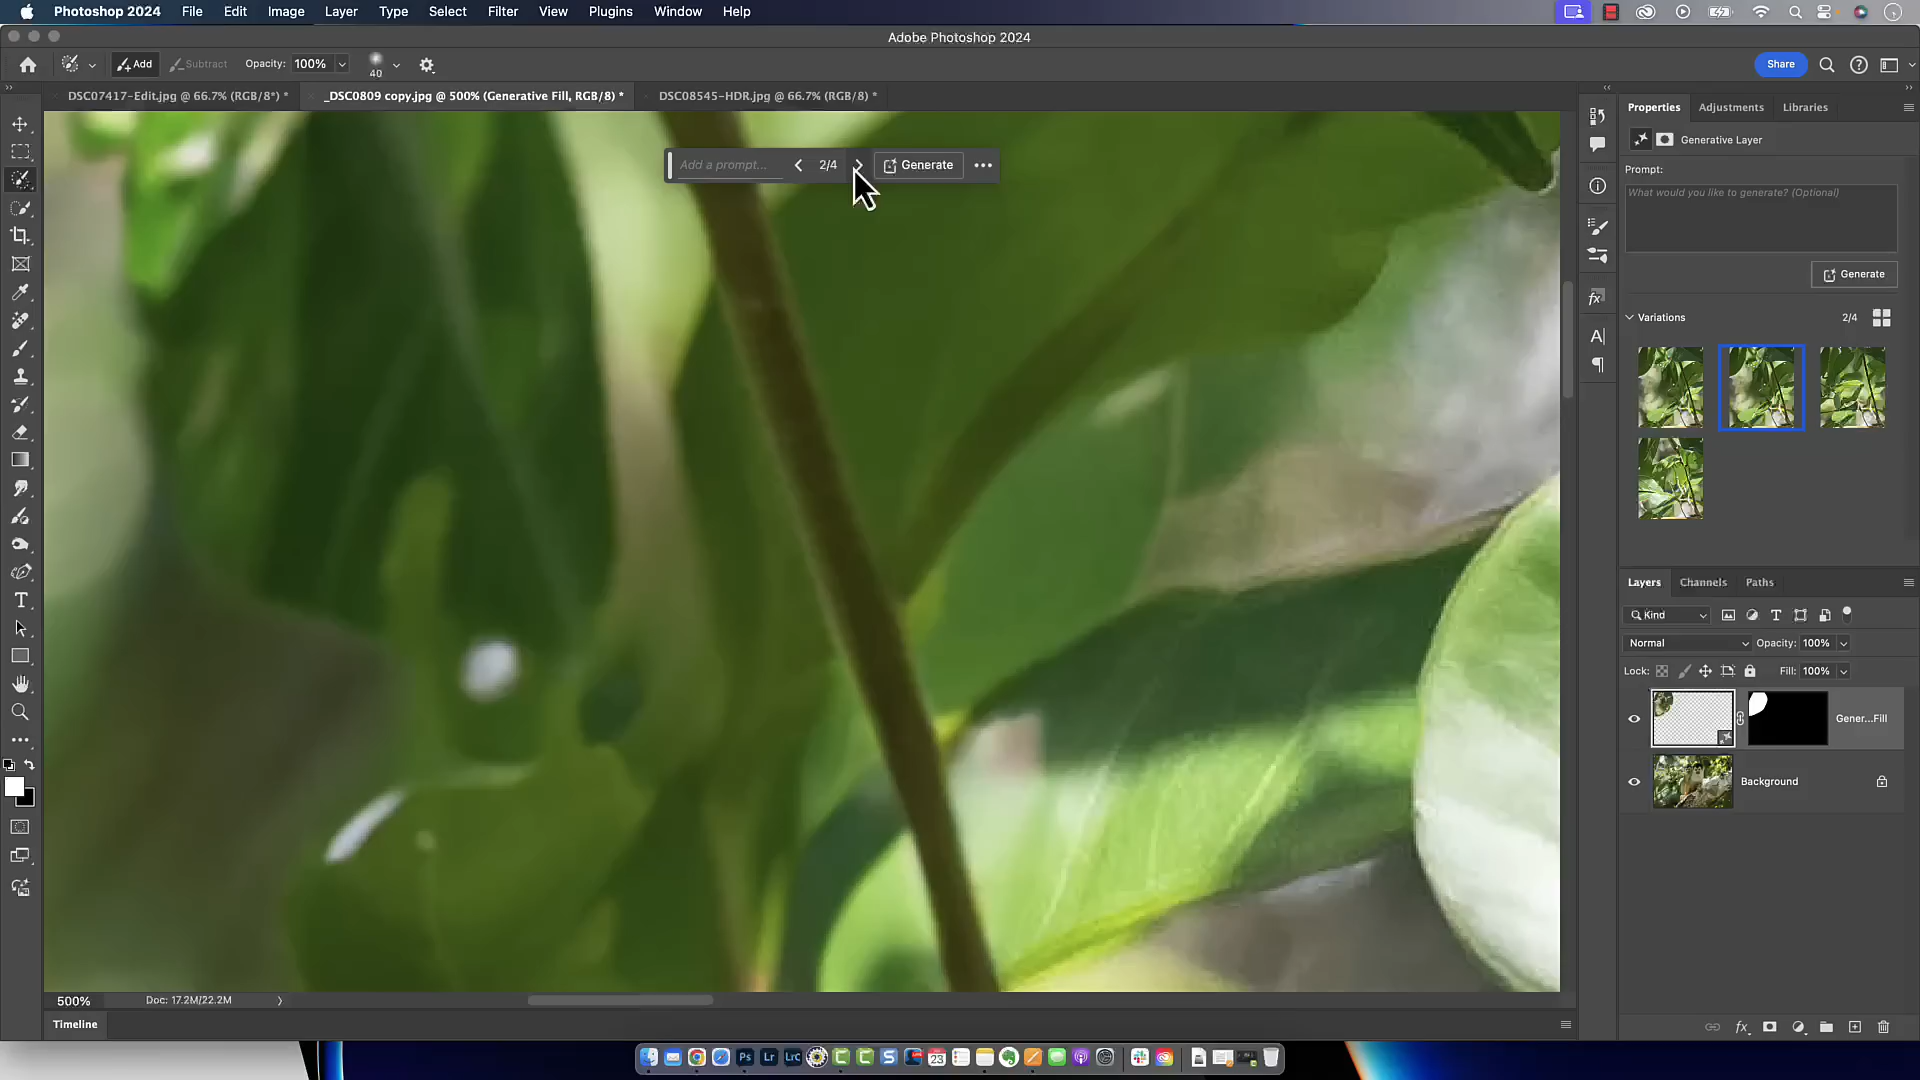 Photoshop 2024 File Edit Image Layer Type Select Filter View Plugins Window Help
Adobe Photoshop 2024
Add Subtract Opacity: 100% 40 Share
DSC07417-Edit.jpg @ 66.7% (RGB/8*) * _DSC0809 copy.jpg @ 500% (Generative Fill, RGB/8) * DSC08545-HDR.jpg @ 66.7% (RGB/8) *
Properties Adjustments Libraries
Generative Layer
Add a prompt... 2/4 Generate
Prompt:
What would you like to generate? (Optional)
Generate
Variations 2/4
Layers Channels Paths
Kind
Normal Opacity: 100%
Lock: Fill: 100%
Gener...Fill
Background
500% Doc: 17.2M/22.2M
Timeline
Ps Lr LrC 23